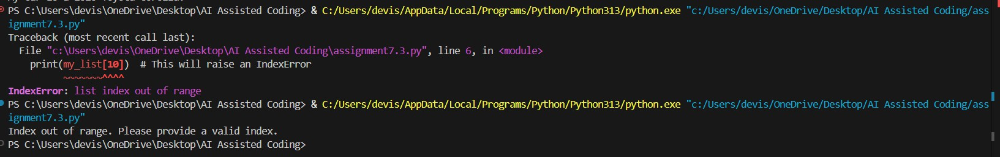 PS C:\Users\devis\OneDrive\Desktop\AI Assisted Coding> & C:/Users/devis/AppData/Local/Programs/Python/Python313/python.exe "c:/Users/devis/OneDrive/Desktop/AI Assisted Coding/ass
ignment7.3.py"
Traceback (most recent call last):
  File "c:\Users\devis\OneDrive\Desktop\AI Assisted Coding\assignment7.3.py", line 6, in <module>
    print(my_list[10])  # This will raise an IndexError
          ~~~~~~~^^^^
IndexError: list index out of range
PS C:\Users\devis\OneDrive\Desktop\AI Assisted Coding> & C:/Users/devis/AppData/Local/Programs/Python/Python313/python.exe "c:/Users/devis/OneDrive/Desktop/AI Assisted Coding/ass
ignment7.3.py"
Index out of range. Please provide a valid index.
PS C:\Users\devis\OneDrive\Desktop\AI Assisted Coding>